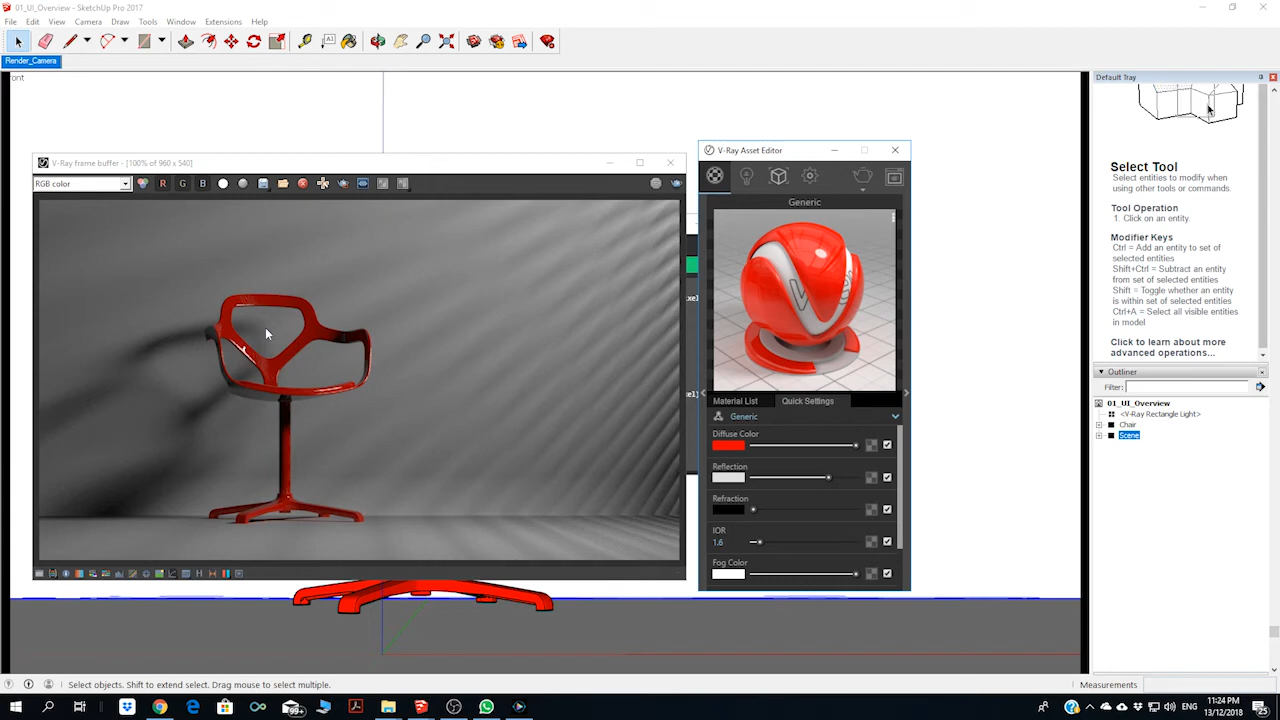 01_UI_Overview - SketchUp Pro 2017
File Edit View Camera Draw Tools Window Extensions Help
Render_Camera
ont
V-Ray frame buffer - [100% of 960 x 540]
RGB color
R G B
V-Ray Asset Editor
Generic
Material List Quick Settings
Generic
Diffuse Color
Reflection
Refraction
IOR
1.6
Fog Color
Default Tray
Select Tool
Select entities to modify when
using other tools or commands.
Tool Operation
1. Click on an entity.
Modifier Keys
Ctrl = Add an entity to set of
selected entities
Shift+Ctrl = Subtract an entity
from set of selected entities
Shift = Toggle whether an entity
is within set of selected entities
Ctrl+A = Select all visible entities
in model
Click to learn about more
advanced operations...
Outliner
Filter:
01_UI_Overview
<V-Ray Rectangle Light>
Chair
Scene
Select objects. Shift to extend select. Drag mouse to select multiple.
Measurements
ENG
11:24 PM
13/12/2018
25